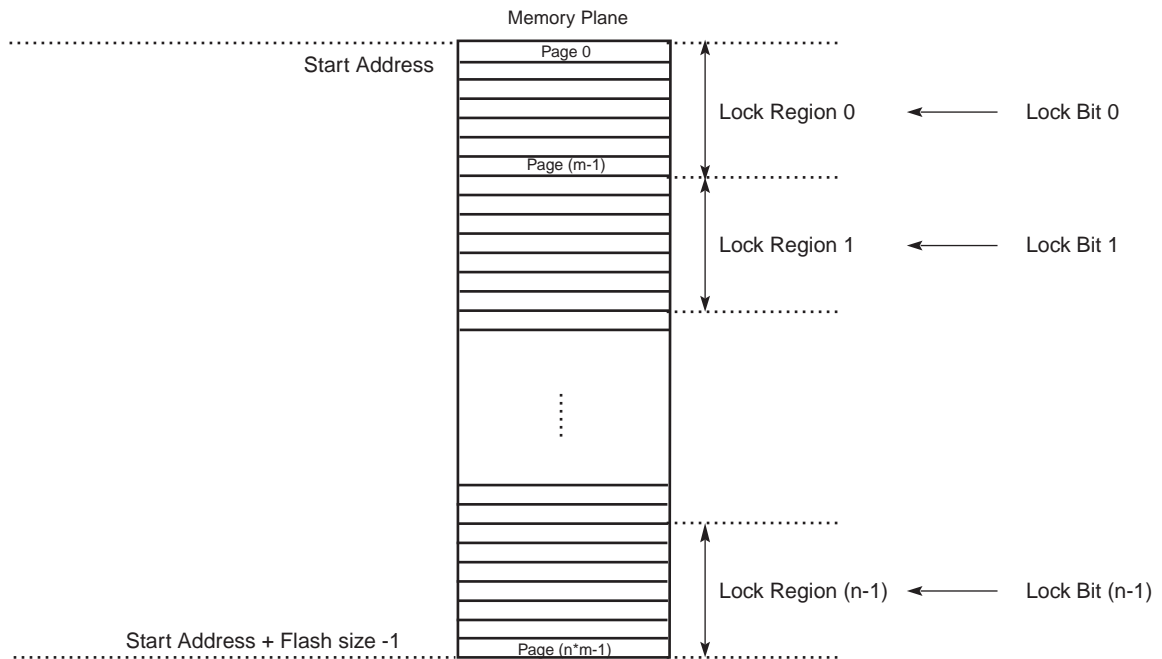 Memory Plane
Page 0
Start Address
Lock Region 0
Lock Bit 0
Page (m-1)
Lock Region 1
Lock Bit 1
Lock Region (n-1)
Lock Bit (n-1)
Start Address + Flash size -1
Page (n*m-1)